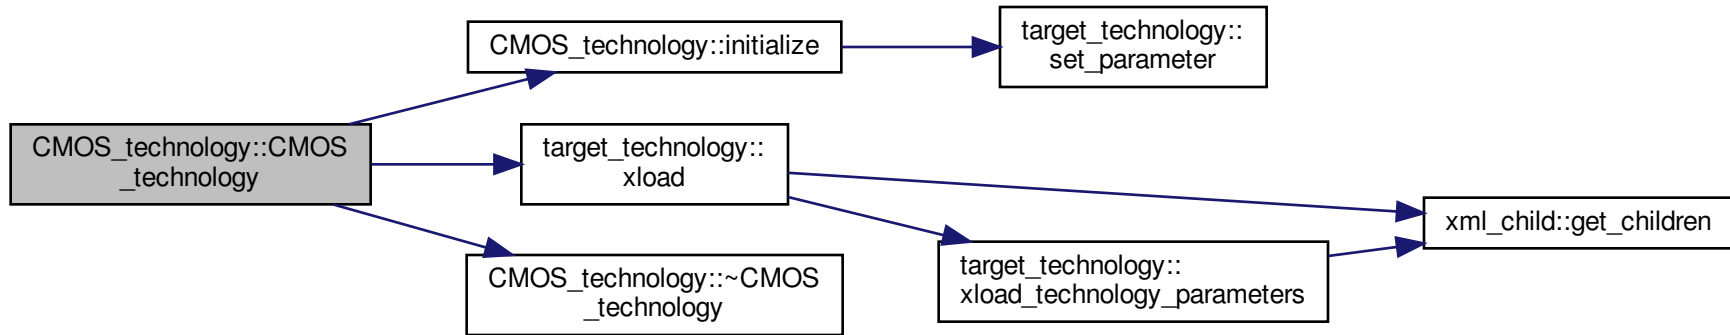 CMOS_technology::initialize
target_technology::
set_parameter
CMOS_technology::CMOS
_technology
target_technology::
xload
xml_child::get_children
target_technology::
xload_technology_parameters
CMOS_technology::~CMOS
_technology